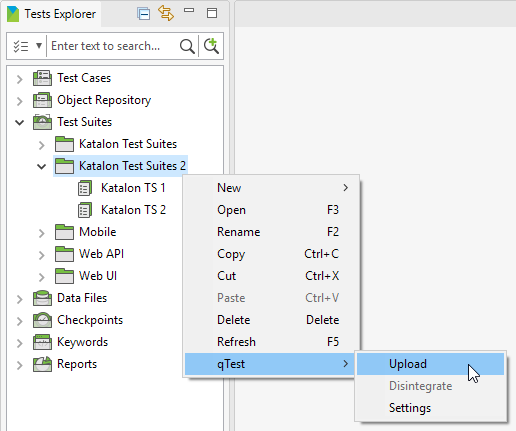 Tests Explorer
Enter text to search...
Test Cases
Object Repository
Test Suites
Katalon Test Suites
Katalon Test Suites 2
Katalon TS 1
Katalon TS 2
Mobile
Web API
Web UI
Data Files
Checkpoints
Keywords
Reports
New
Open F3
Rename F2
Copy Ctrl+C
Cut Ctrl+X
Paste Ctrl+V
Delete Delete
Refresh F5
qTest
Upload
Disintegrate
Settings